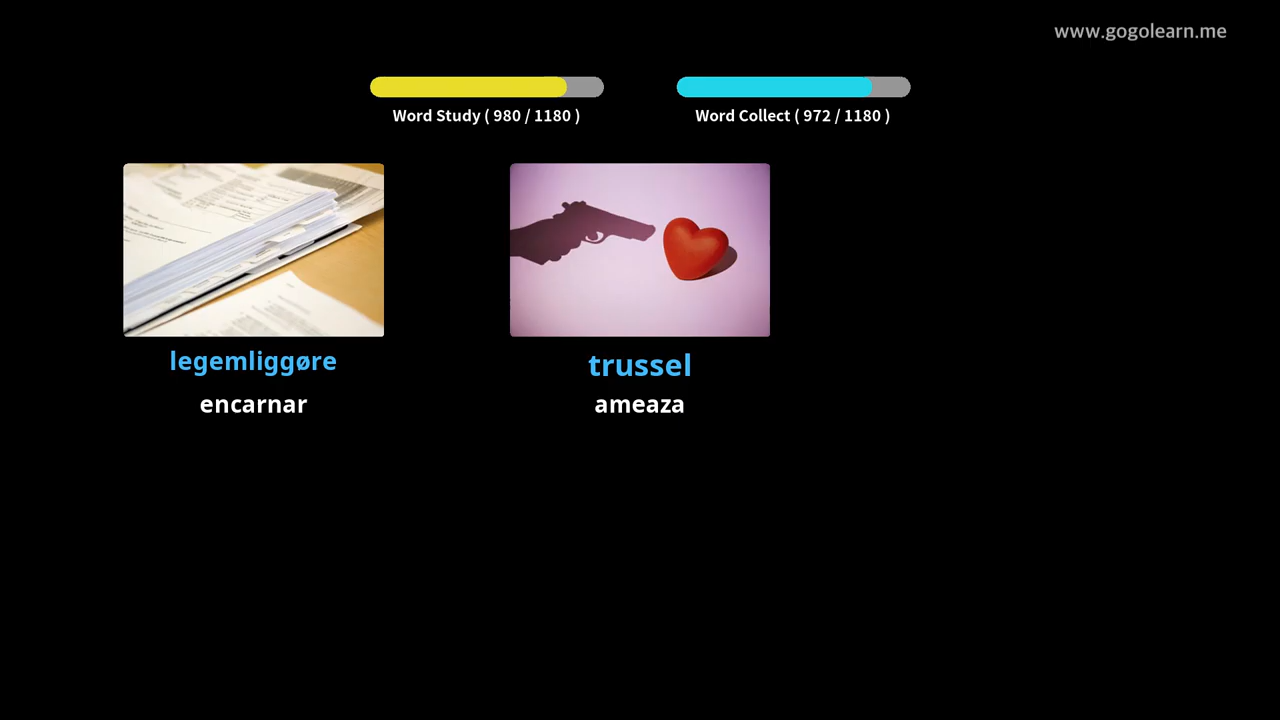 www.gogolearn.me
Word Study ( 980 / 1180 )
Word Collect ( 972 / 1180 )
legemliggøre
encarnar
trussel
ameaza